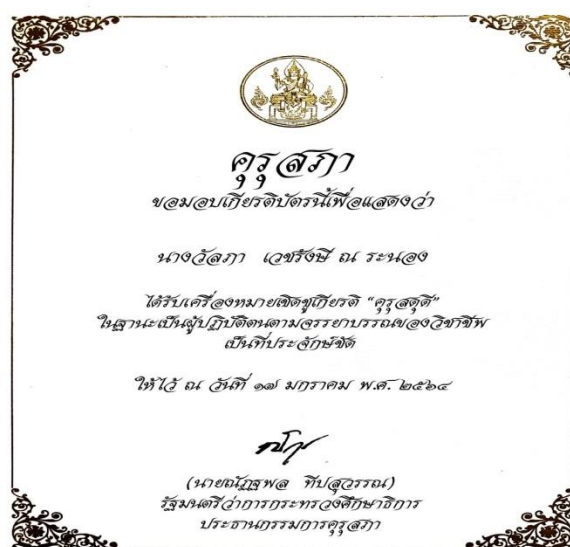 คุรุสภา
ขอมอบเกียรติบัตรนี้เพื่อแสดงว่า
นางวัลภา เวชรังษี ณ ระนอง
ได้รับเครื่องหมายเชิดชูเกียรติ “คุรุสดุดี”
ในฐานะเป็นผู้ปฏิบัติตนตามจรรยาบรรณของวิชาชีพ
เป็นที่ประจักษ์ชัด
ให้ไว้ ณ วันที่ ๑๗ มกราคม พ.ศ. ๒๕๖๔
(นายณัฏฐพล ทีปสุวรรณ)
รัฐมนตรีว่าการกระทรวงศึกษาธิการ
ประธานกรรมการคุรุสภา